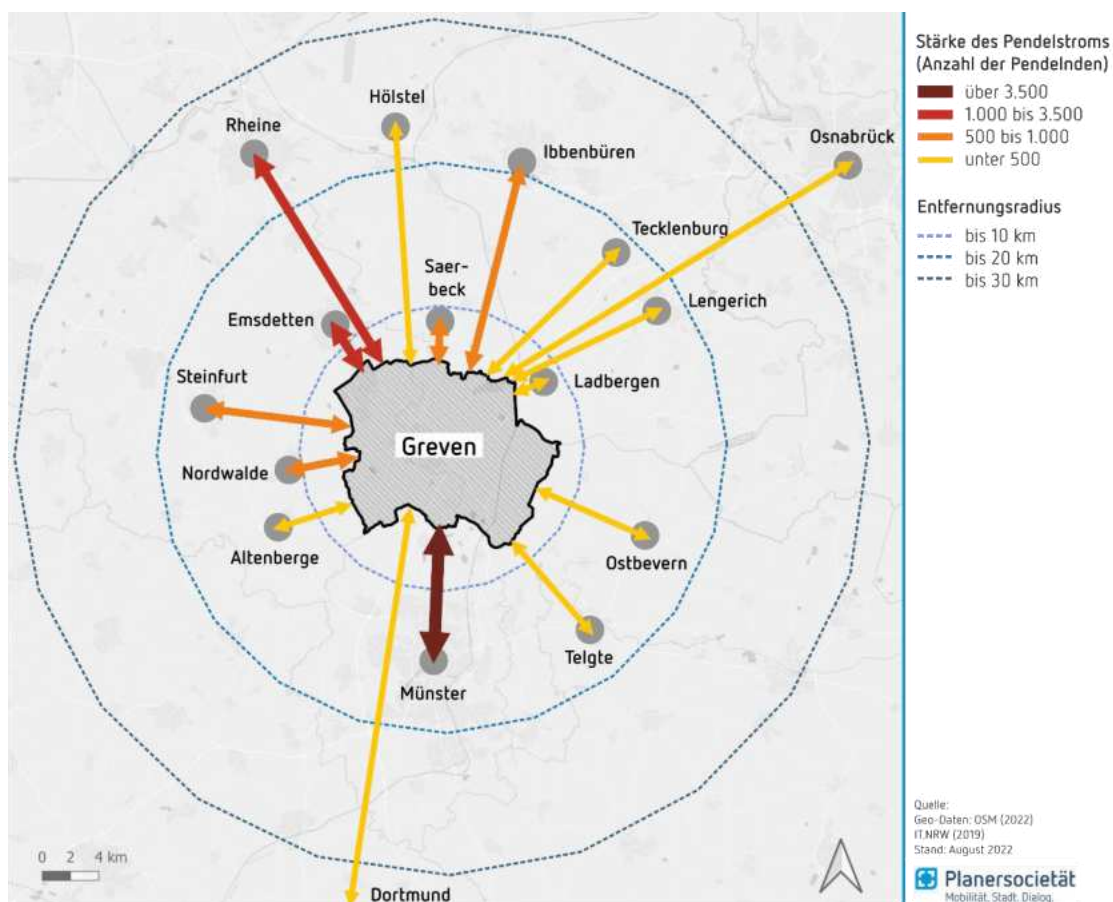 Hölstel
Rheine
Ibbenbüren
Osnabrück
Tecklenburg
Saer-
beck
Lengerich
Emsdetten
Ladbergen
Steinfurt
Greven
Nordwalde
Altenberge
Ostbevern
Telgte
Münster
Dortmund
0 2 4 km
Stärke des Pendelstroms
(Anzahl der Pendelnden)
über 3.500
1.000 bis 3.500
500 bis 1.000
unter 500
Entfernungsradius
bis 10 km
bis 20 km
bis 30 km
Quelle:
Geo-Daten: OSM (2022)
IT.NRW (2019)
Stand: August 2022
Planersocietät
Mobilität. Stadt. Dialog.